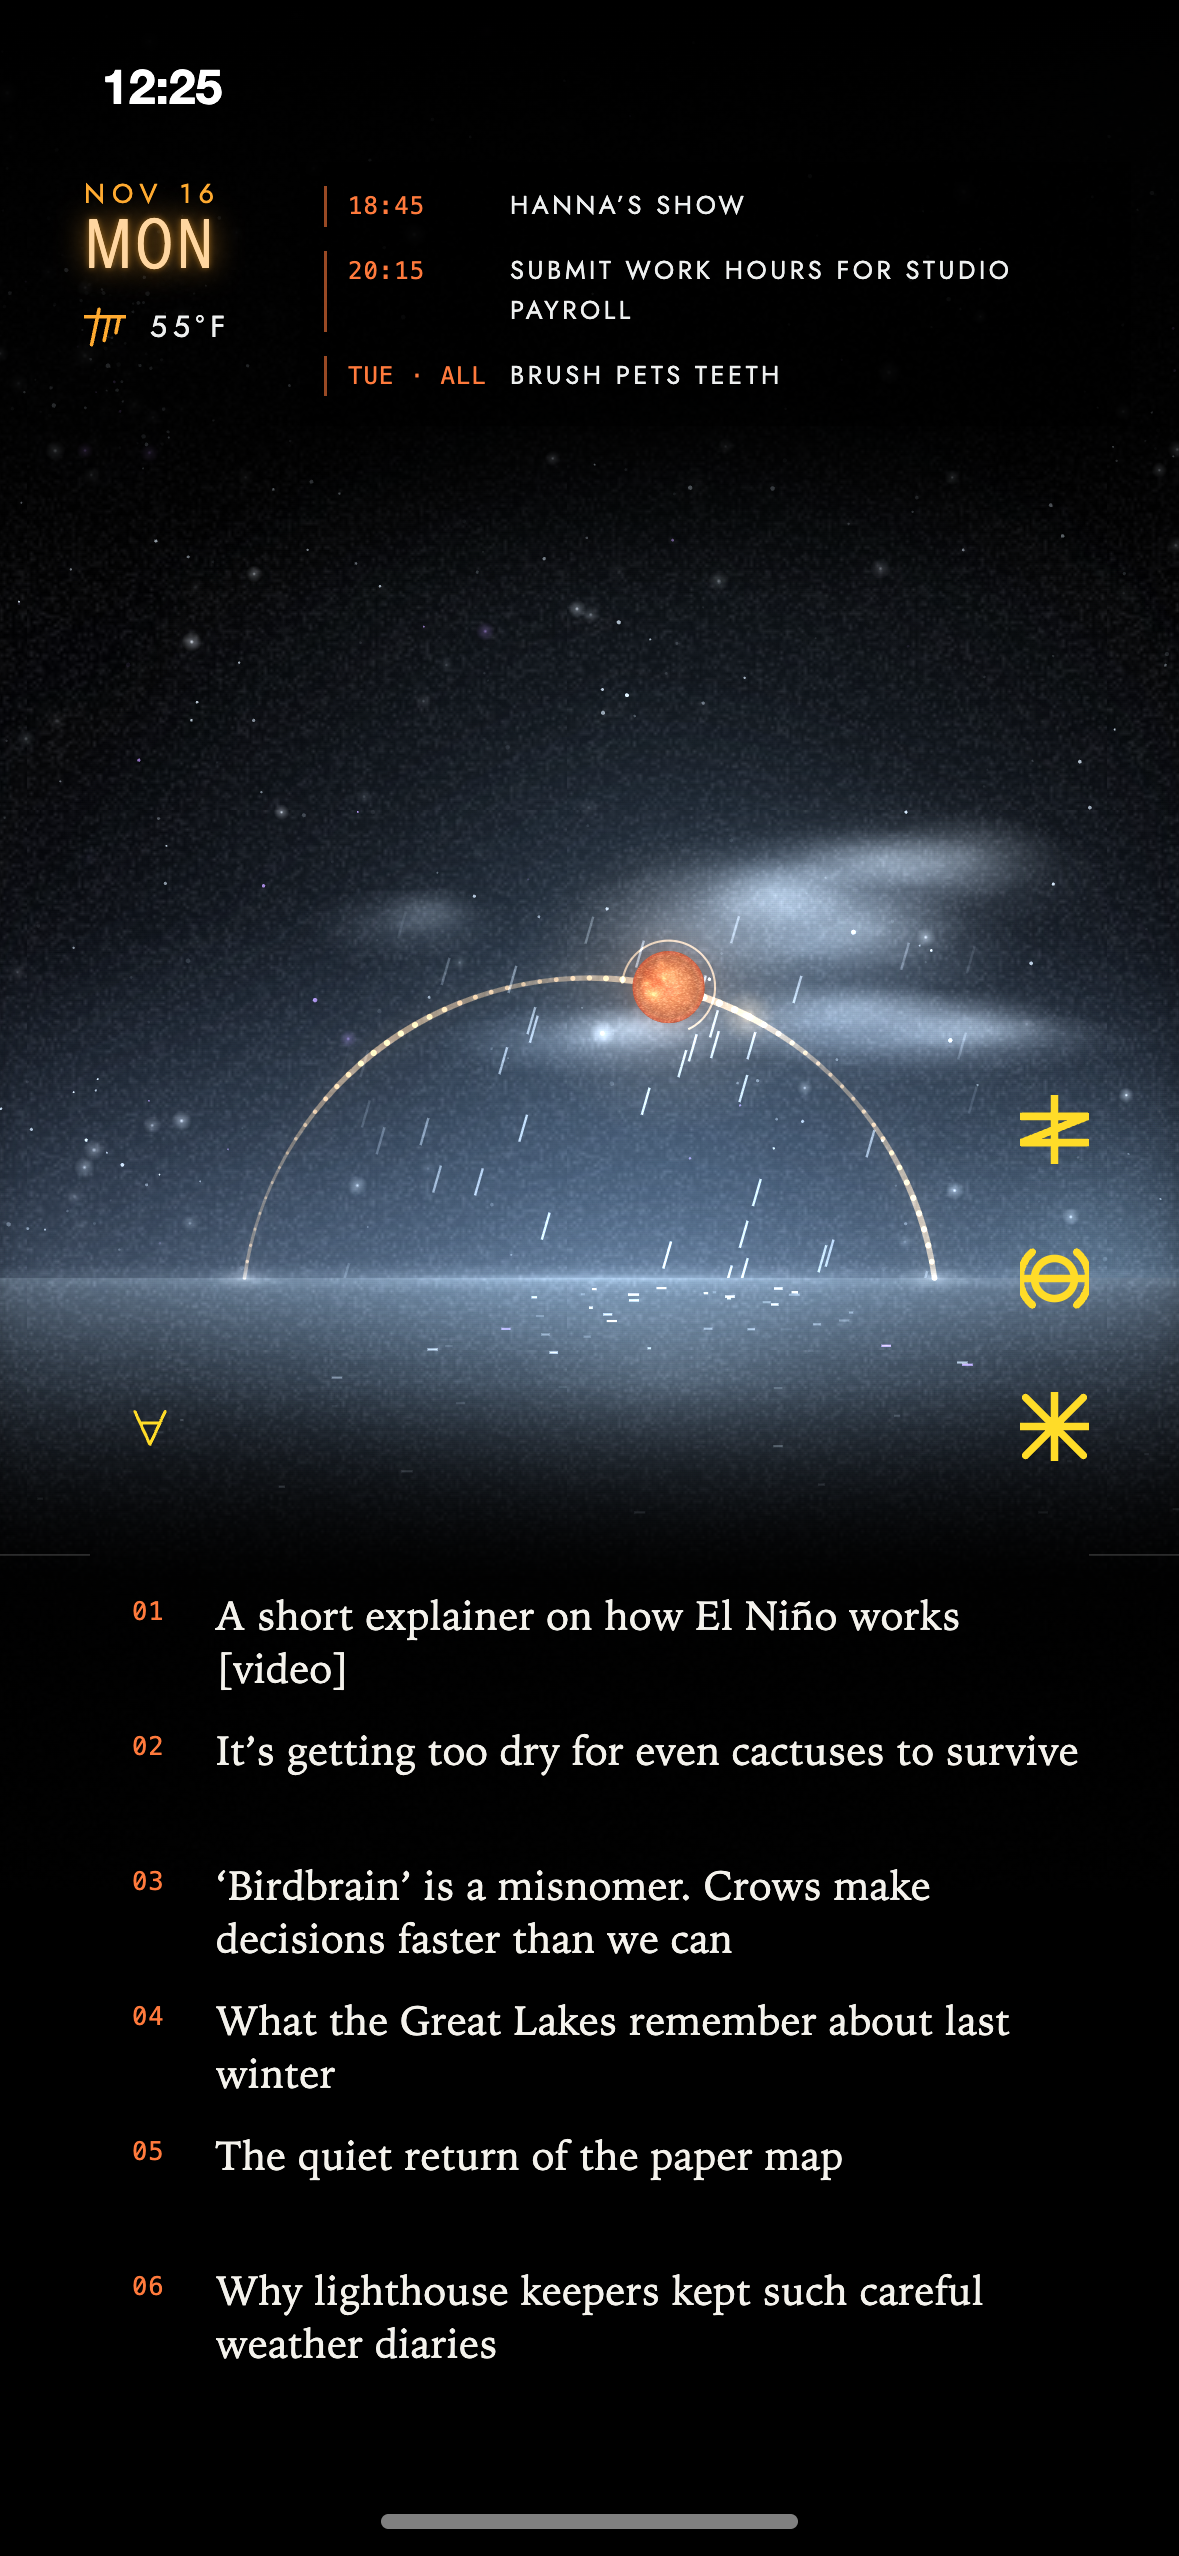 12:25
NOV 16
MON
55°F
18:45 HANNA’S SHOW
20:15 SUBMIT WORK HOURS FOR STUDIO
PAYROLL
TUE · ALL BRUSH PETS TEETH
01 A short explainer on how El Niño works
[video]
02 It’s getting too dry for even cactuses to survive
03 ‘Birdbrain’ is a misnomer. Crows make
decisions faster than we can
04 What the Great Lakes remember about last
winter
05 The quiet return of the paper map
06 Why lighthouse keepers kept such careful
weather diaries